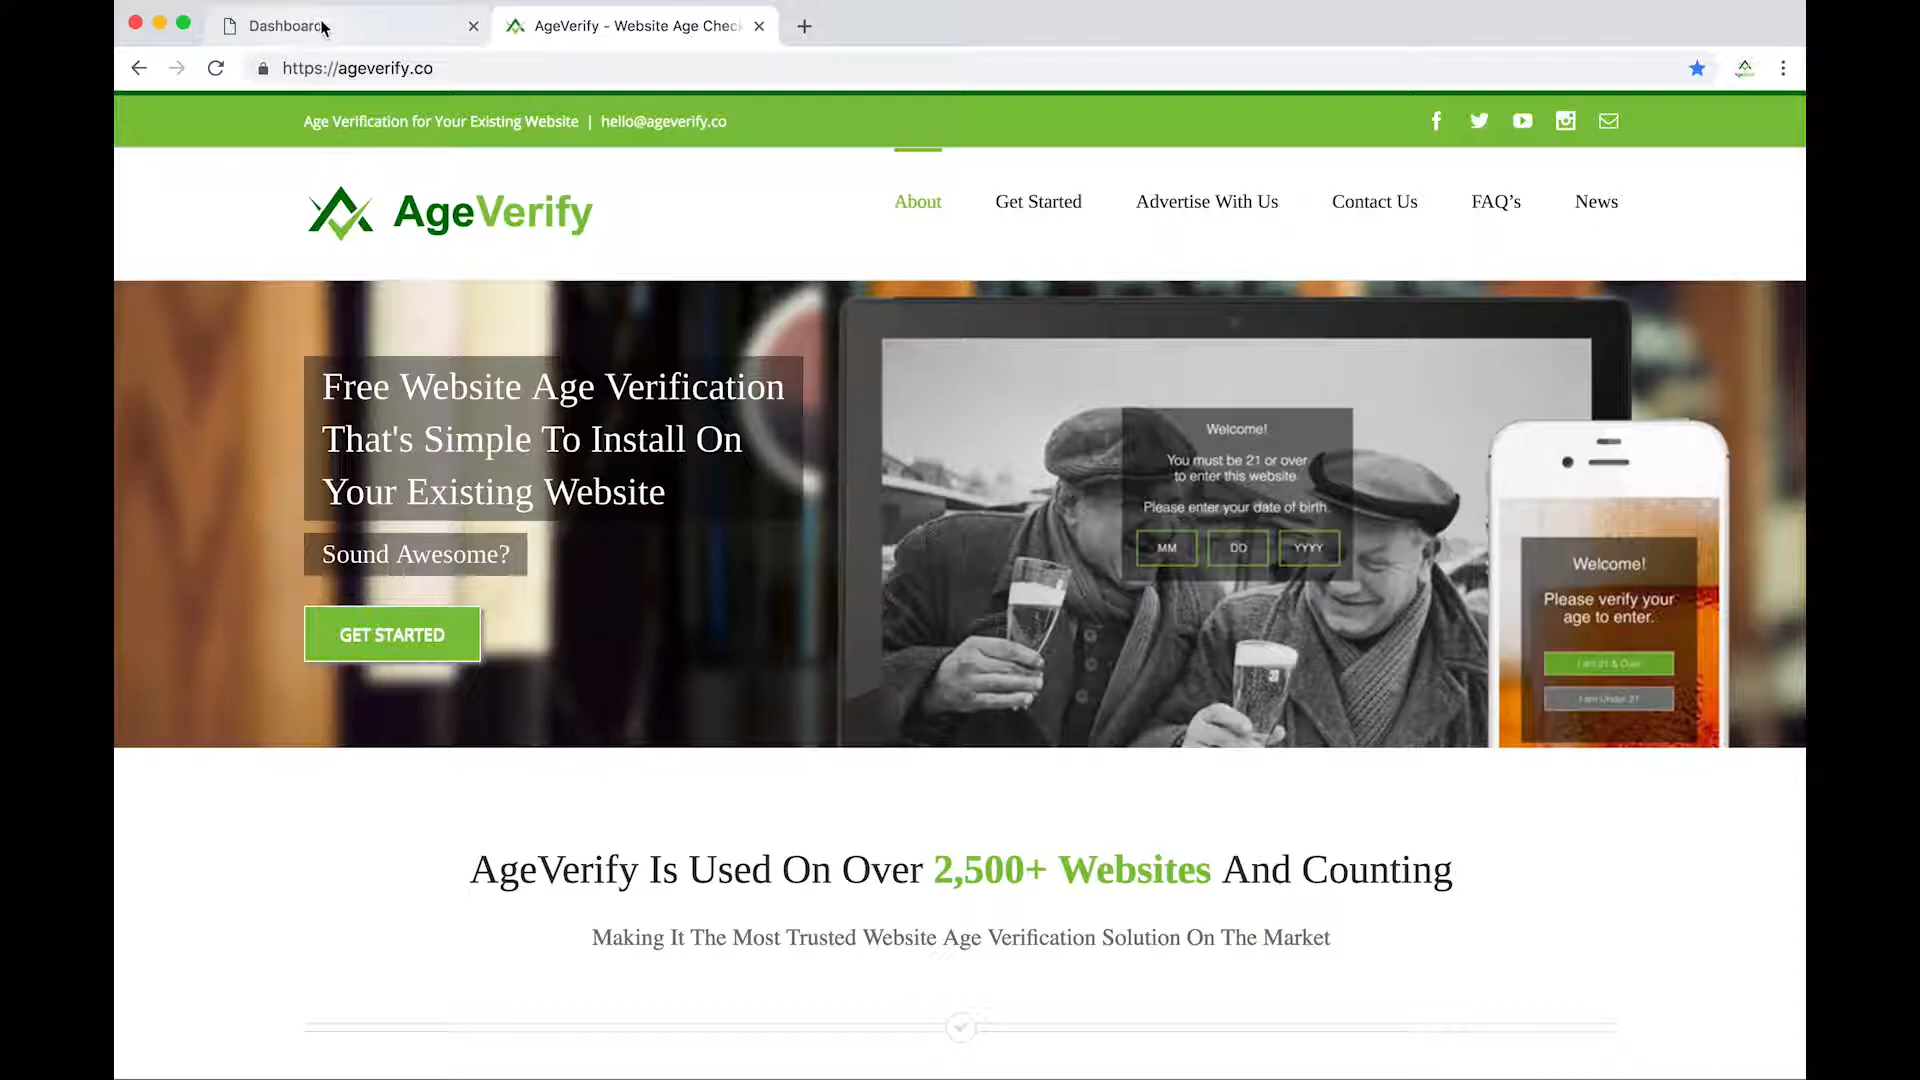 Dashboard
AgeVerify - Website Age Chec
https://ageverify.co
Age Verification for Your Existing Website | hello@ageverify.co
AgeVerify
About
Get Started
Advertise With Us
Contact Us
FAQ’s
News
Free Website Age Verification
That's Simple To Install On
Your Existing Website
Sound Awesome?
GET STARTED
Welcome!
You must be 21 or over
to enter this website
Please enter your date of birth.
MM
DD
YYYY
Welcome!
Please verify your
age to enter.
I am 21 & Over
I am Under 21
AgeVerify Is Used On Over 2,500+ Websites And Counting
Making It The Most Trusted Website Age Verification Solution On The Market